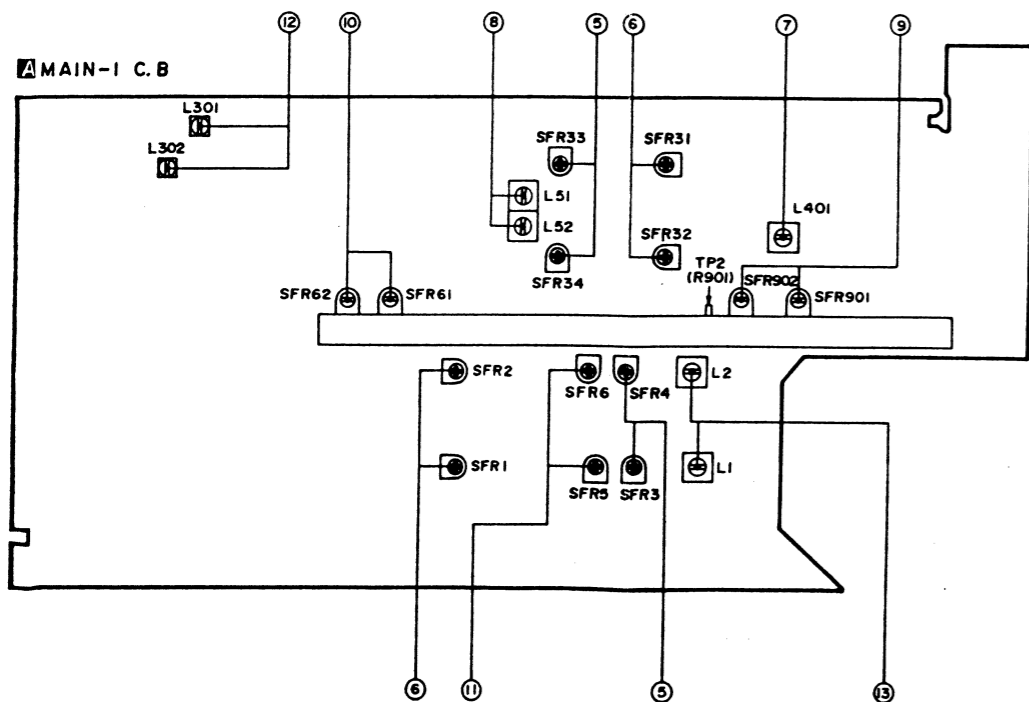 12 10 8 5 6 7 9
A MAIN-1 C.B
L301
L302
SFR33
SFR31
L51
L52
L401
SFR32
SFR34
TP2
(R901)
SFR902
SFR62
SFR61
SFR901
SFR2
SFR6
SFR4
L2
SFR1
SFR5
SFR3
L1
6 11 5 13